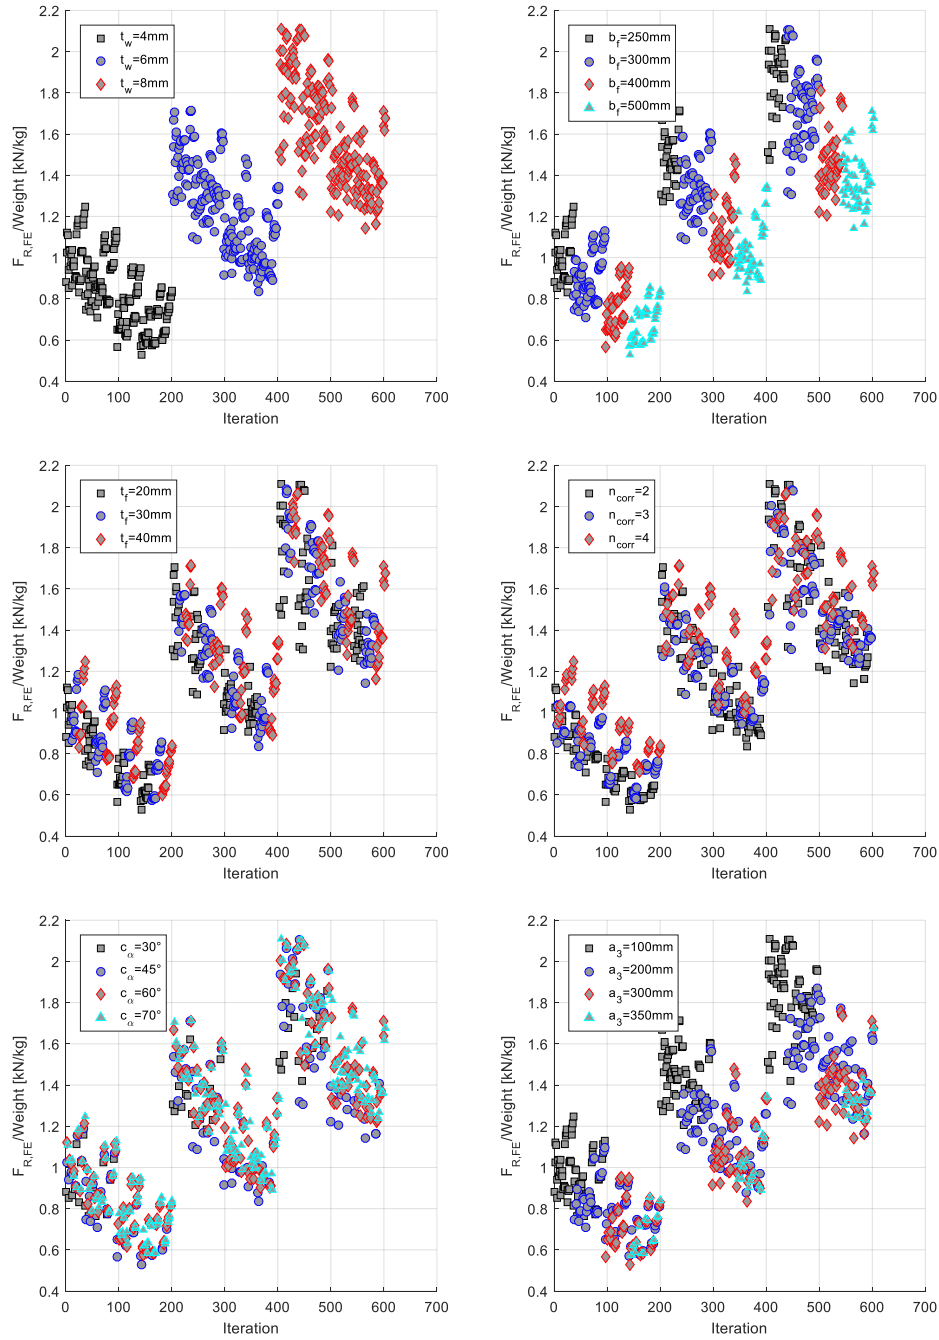 2.2
2
1.8
1.6
1.4
1.2
1
0.8
0.6
0.4
F_R,FE/Weight [kN/kg]
t_w=4mm
t_w=6mm
t_w=8mm
0 100 200 300 400 500 600 700
Iteration
2.2
2
1.8
1.6
1.4
1.2
1
0.8
0.6
0.4
F_R,FE/Weight [kN/kg]
b_f=250mm
b_f=300mm
b_f=400mm
b_f=500mm
0 100 200 300 400 500 600 700
Iteration
2.2
2
1.8
1.6
1.4
1.2
1
0.8
0.6
0.4
F_R,FE/Weight [kN/kg]
t_f=20mm
t_f=30mm
t_f=40mm
0 100 200 300 400 500 600 700
Iteration
2.2
2
1.8
1.6
1.4
1.2
1
0.8
0.6
0.4
F_R,FE/Weight [kN/kg]
n_corr=2
n_corr=3
n_corr=4
0 100 200 300 400 500 600 700
Iteration
2.2
2
1.8
1.6
1.4
1.2
1
0.8
0.6
0.4
F_R,FE/Weight [kN/kg]
c_α=30°
c_α=45°
c_α=60°
c_α=70°
0 100 200 300 400 500 600 700
Iteration
2.2
2
1.8
1.6
1.4
1.2
1
0.8
0.6
0.4
F_R,FE/Weight [kN/kg]
a_3=100mm
a_3=200mm
a_3=300mm
a_3=350mm
0 100 200 300 400 500 600 700
Iteration